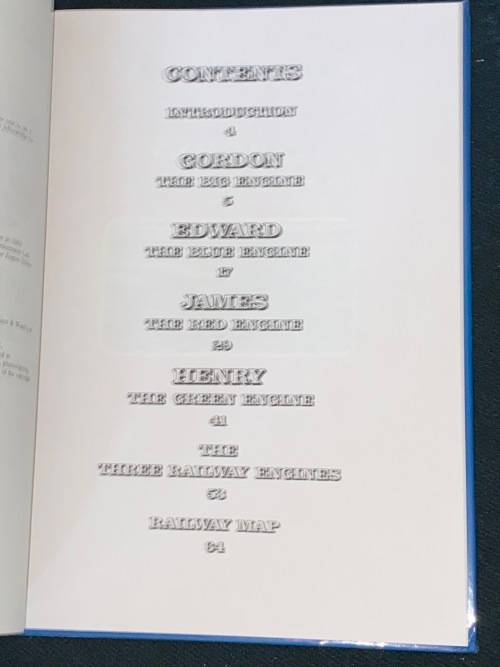 CONTENTS
INTRODUCTION
4
GORDON
THE BIG ENGINE
5
EDWARD
THE BLUE ENGINE
17
JAMES
THE RED ENGINE
29
HENRY
THE GREEN ENGINE
41
THE
THREE RAILWAY ENGINES
53
RAILWAY MAP
64